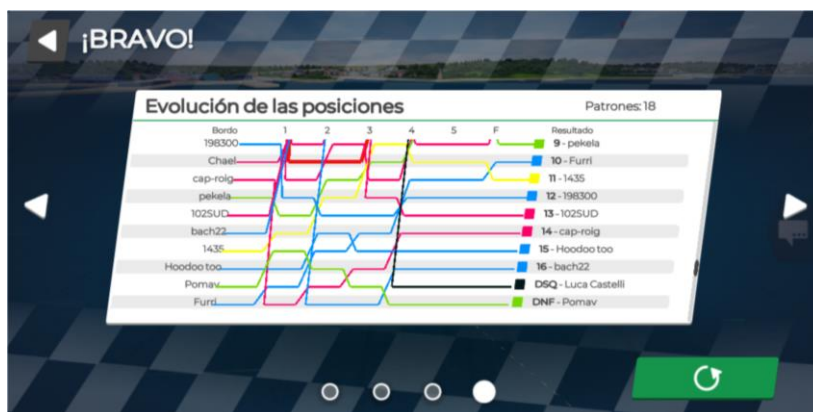 ¡BRAVO!
Evolución de las posiciones
Patrones: 18
Bordo 1 2 3 4 5 F Resultado
198300 9 - pekela
Chael 10 - Furri
cap-roig 11 - 1435
pekela 12 - 198300
102SUD 13 - 102SUD
bach22 14 - cap-roig
1435 15 - Hoodoo too
Hoodoo too 16 - bach22
Pomav DSQ - Luca Castelli
Furri DNF - Pomav